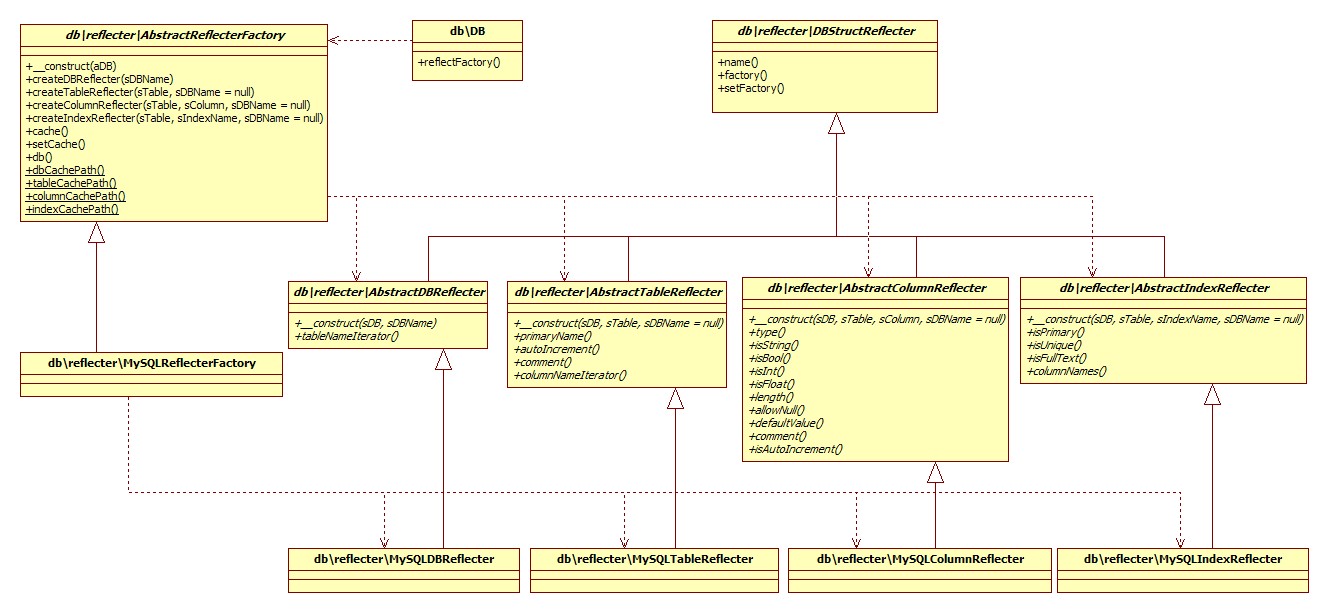 db|reflecter|AbstractReflecterFactory
+__construct(aDB)
+createDBReflecter(sDBName)
+createTableReflecter(sTable, sDBName = null)
+createColumnReflecter(sTable, sColumn, sDBName = null)
+createIndexReflecter(sTable, sIndexName, sDBName = null)
+cache()
+setCache()
+db()
+dbCachePath()
+tableCachePath()
+columnCachePath()
+indexCachePath()
db\DB
+reflectFactory()
db|reflecter|DBStructReflecter
+name()
+factory()
+setFactory()
db|reflecter|AbstractDBReflecter
+__construct(sDB, sDBName)
+tableNameIterator()
db|reflecter|AbstractTableReflecter
+__construct(sDB, sTable, sDBName = null)
+primaryName()
+autoIncrement()
+comment()
+columnNameIterator()
db|reflecter|AbstractColumnReflecter
+__construct(sDB, sTable, sColumn, sDBName = null)
+type()
+isString()
+isBool()
+isInt()
+isFloat()
+length()
+allowNull()
+defaultValue()
+comment()
+isAutoIncrement()
db|reflecter|AbstractIndexReflecter
+__construct(sDB, sTable, sIndexName, sDBName = null)
+isPrimary()
+isUnique()
+isFullText()
+columnNames()
db\reflecter\MySQLReflecterFactory
db\reflecter\MySQLDBReflecter
db\reflecter\MySQLTableReflecter
db\reflecter\MySQLColumnReflecter
db\reflecter\MySQLIndexReflecter